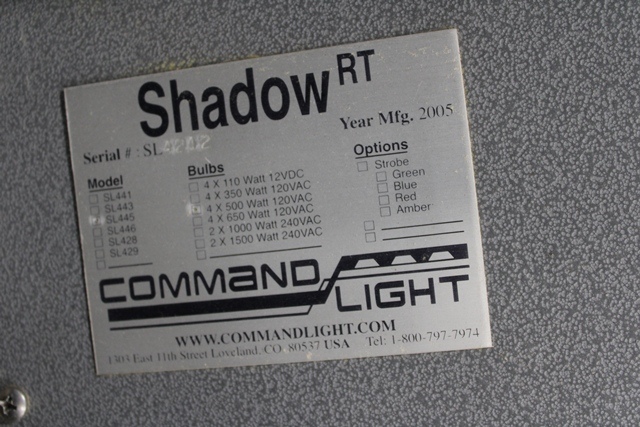 Shadow RT
Year Mfg. 2005
Serial # : SL
Model
SL441
SL443
SL445
SL446
SL428
SL429
Bulbs
4 X 110 Watt 12VDC
4 X 350 Watt 120VAC
4 X 500 Watt 120VAC
4 X 650 Watt 120VAC
2 X 1000 Watt 240VAC
2 X 1500 Watt 240VAC
Options
Strobe
Green
Blue
Red
Amber
COMMAND
LIGHT
WWW.COMMANDLIGHT.COM
1303 East 11th Street Loveland, CO. 80537 USA Tel: 1-800-797-7974